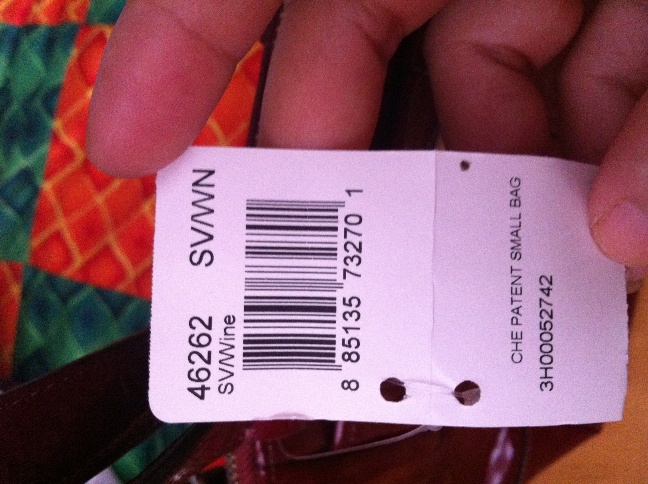 46262 SV/WN
SV/Wine
8 85135 73270 1
CHE PATENT SMALL BAG
3H00052742